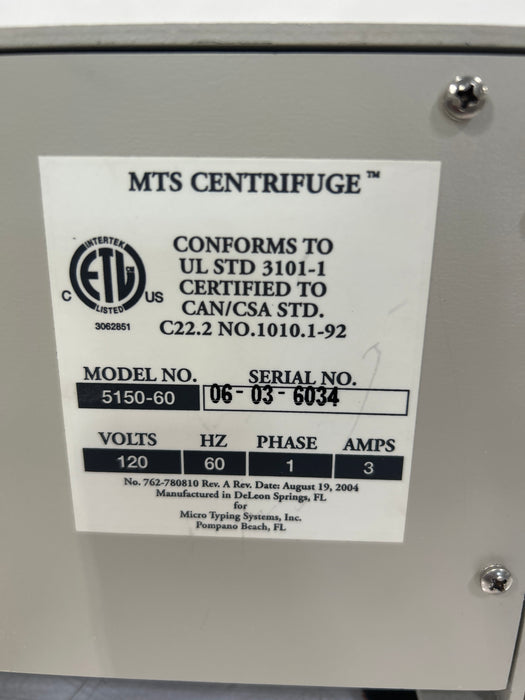 MTS CENTRIFUGE™
INTERTEK
ETL CM
LISTED
C US
3062851
CONFORMS TO
UL STD 3101-1
CERTIFIED TO
CAN/CSA STD.
C22.2 NO.1010.1-92
MODEL NO. SERIAL NO.
5150-60 06-03-6034
VOLTS HZ PHASE AMPS
120 60 1 3
No. 762-780810 Rev. A Rev. Date: August 19, 2004
Manufactured in DeLeon Springs, FL
for
Micro Typing Systems, Inc.
Pompano Beach, FL